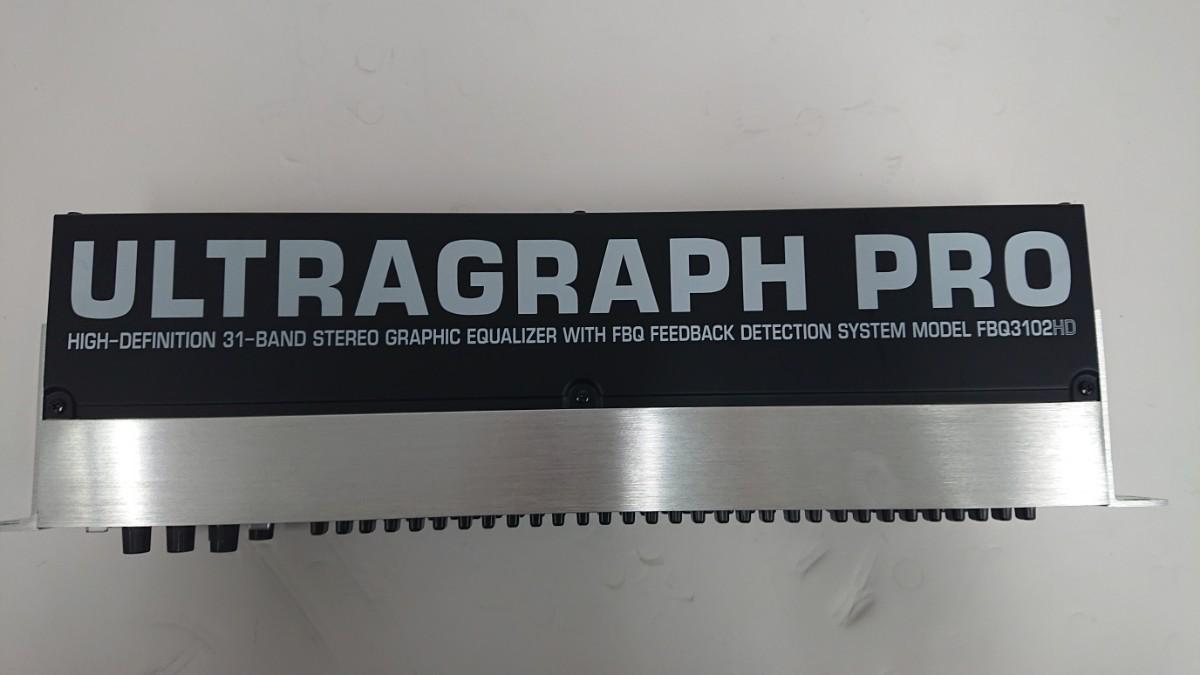 ULTRAGRAPH PRO
HIGH-DEFINITION 31-BAND STEREO GRAPHIC EQUALIZER WITH FBQ FEEDBACK DETECTION SYSTEM MODEL FBQ3102HD